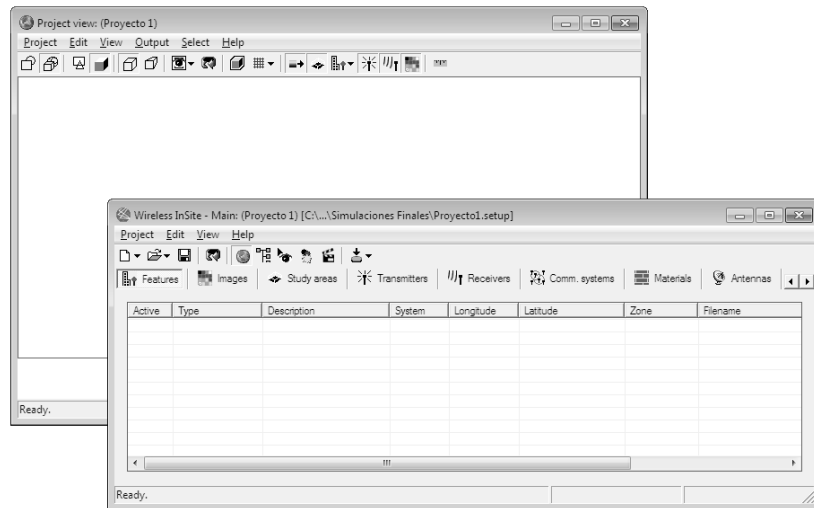 Project view: (Proyecto 1)
Project Edit View Output Select Help
Ready.
Wireless InSite - Main: (Proyecto 1) [C:\...\Simulaciones Finales\Proyecto1.setup]
Project Edit View Help
Features Images Study areas Transmitters Receivers Comm. systems Materials Antennas
Active Type Description System Longitude Latitude Zone Filename
Ready.